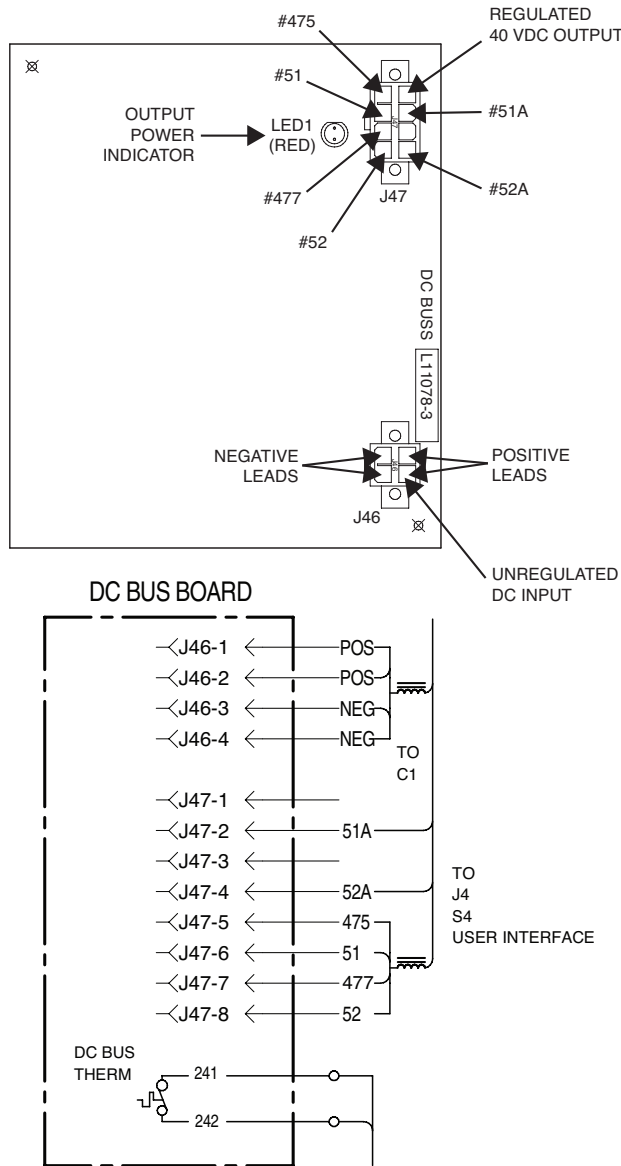 #475
REGULATED
40 VDC OUTPUT
#51
#51A
OUTPUT
POWER
INDICATOR
LED1
(RED)
J47
#477
J47
#52A
#52
DC BUSS
L11078-3
NEGATIVE
LEADS
J46
POSITIVE
LEADS
J46
UNREGULATED
DC INPUT
DC BUS BOARD
J46-1 POS
J46-2 POS
J46-3 NEG
J46-4 NEG
TO
C1
J47-1
J47-2 51A
J47-3
J47-4 52A
J47-5 475
J47-6 51
J47-7 477
J47-8 52
TO
J4
S4
USER INTERFACE
DC BUS
THERM
241
242